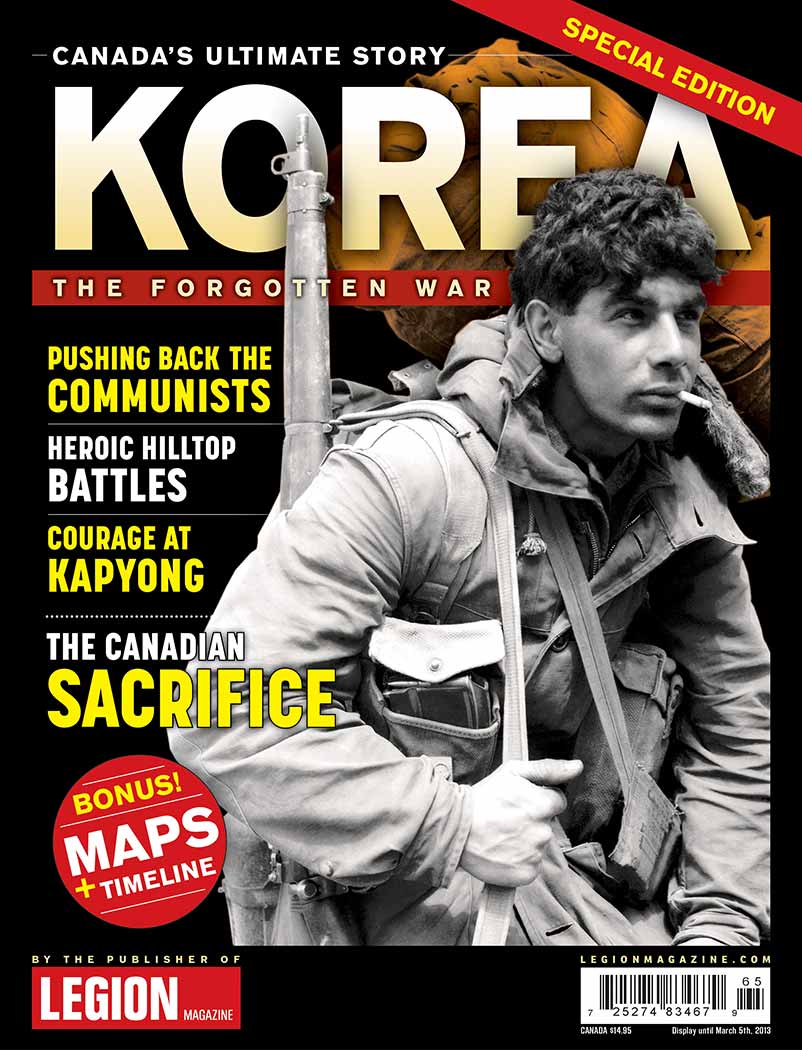 CANADA'S ULTIMATE STORY
SPECIAL EDITION
KOREA
THE FORGOTTEN WAR
PUSHING BACK THE
COMMUNISTS
HEROIC HILLTOP
BATTLES
COURAGE AT
KAPYONG
THE CANADIAN
SACRIFICE
BONUS!
MAPS
+ TIMELINE
BY THE PUBLISHER OF
LEGION MAGAZINE
LEGIONMAGAZINE.COM
65
7 25274 83467 9
CANADA $14.95 Display until March 5th, 2013